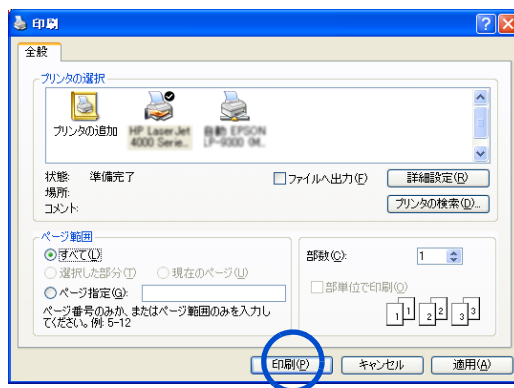 印刷
全般
プリンタの選択
プリンタの追加
HP LaserJet
4000 Serie...
自動 EPSON
LP-9300 (M...
状態: 準備完了
場所:
コメント:
ファイルへ出力(F)
詳細設定(R)
プリンタの検索(D)...
ページ範囲
すべて(L)
選択した部分(T)
現在のページ(U)
ページ指定(G):
ページ番号のみか、またはページ範囲のみを入力し
てください。例: 5-12
部数(C):
1
部単位で印刷(O)
1 1 2 2 3 3
印刷(P)
キャンセル
適用(A)